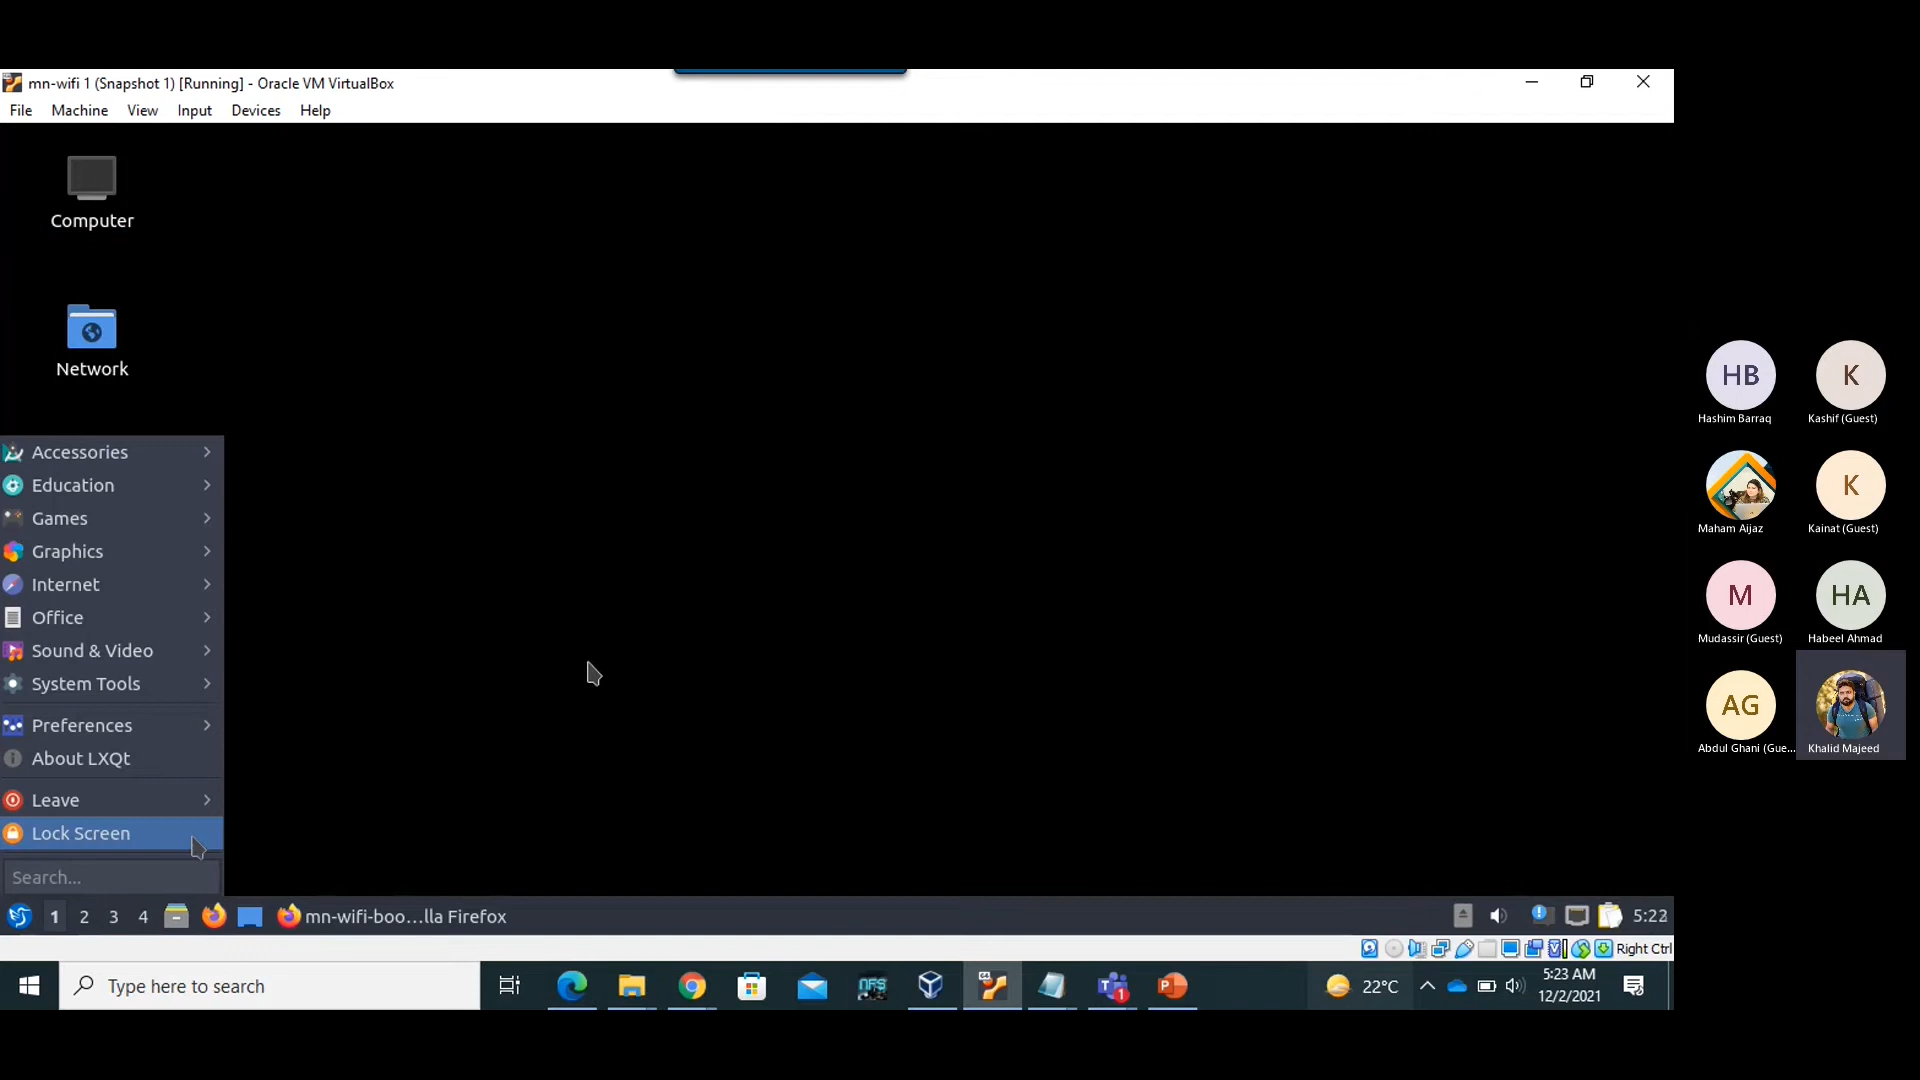 mn-wifi 1 (Snapshot 1) [Running] - Oracle VM VirtualBox
File Machine View Input Devices Help
Computer
Network
Accessories
Education
Games
Graphics
Internet
Office
Sound & Video
System Tools
Preferences
About LXQt
Leave
Lock Screen
Search...
1 2 3 4 mn-wifi-boo...lla Firefox 5:22
Right Ctrl
Type here to search
NFS
64
1
22°C
5:23 AM
12/2/2021
HB
Hashim Barraq
K
Kashif (Guest)
Maham Aijaz
K
Kainat (Guest)
M
Mudassir (Guest)
HA
Habeel Ahmad
AG
Abdul Ghani (Gue...
Khalid Majeed